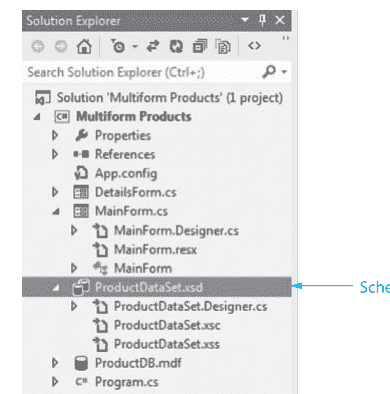 Solution Explorer
Search Solution Explorer (Ctrl+;)
Solution 'Multiform Products' (1 project)
C# Multiform Products
Properties
References
App.config
DetailsForm.cs
MainForm.cs
MainForm.Designer.cs
MainForm.resx
MainForm
ProductDataSet.xsd
Sche
ProductDataSet.Designer.cs
ProductDataSet.xsc
ProductDataSet.xss
ProductDB.mdf
C# Program.cs